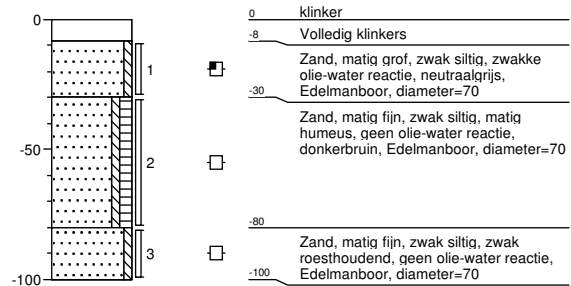 0
-50
-100
1
2
3
0 klinker
-8 Volledig klinkers
Zand, matig grof, zwak siltig, zwakke
olie-water reactie, neutraalgrijs,
Edelmanboor, diameter=70
-30
Zand, matig fijn, zwak siltig, matig
humeus, geen olie-water reactie,
donkerbruin, Edelmanboor, diameter=70
-80
Zand, matig fijn, zwak siltig, zwak
roesthoudend, geen olie-water reactie,
Edelmanboor, diameter=70
-100